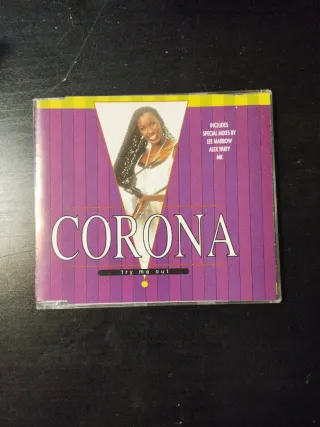 INCLUDES
SPECIAL MIXES BY
LEE MARROW
ALEX PARTY
MK
CORONA
try me out